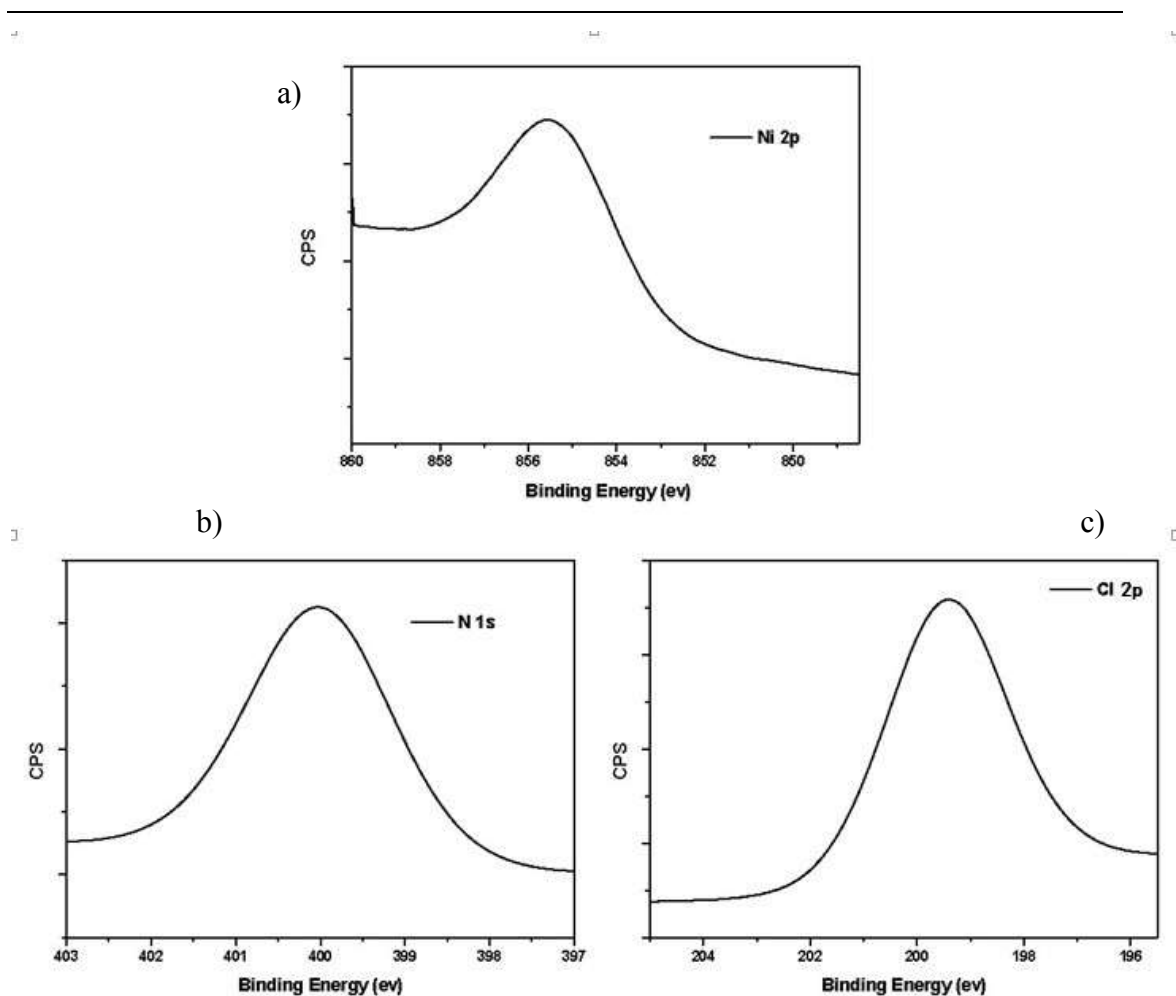 a)
Ni 2p
CPS
860 858 856 854 852 850
Binding Energy (ev)
b)
N 1s
CPS
403 402 401 400 399 398 397
Binding Energy (ev)
c)
Cl 2p
CPS
204 202 200 198 196
Binding Energy (ev)